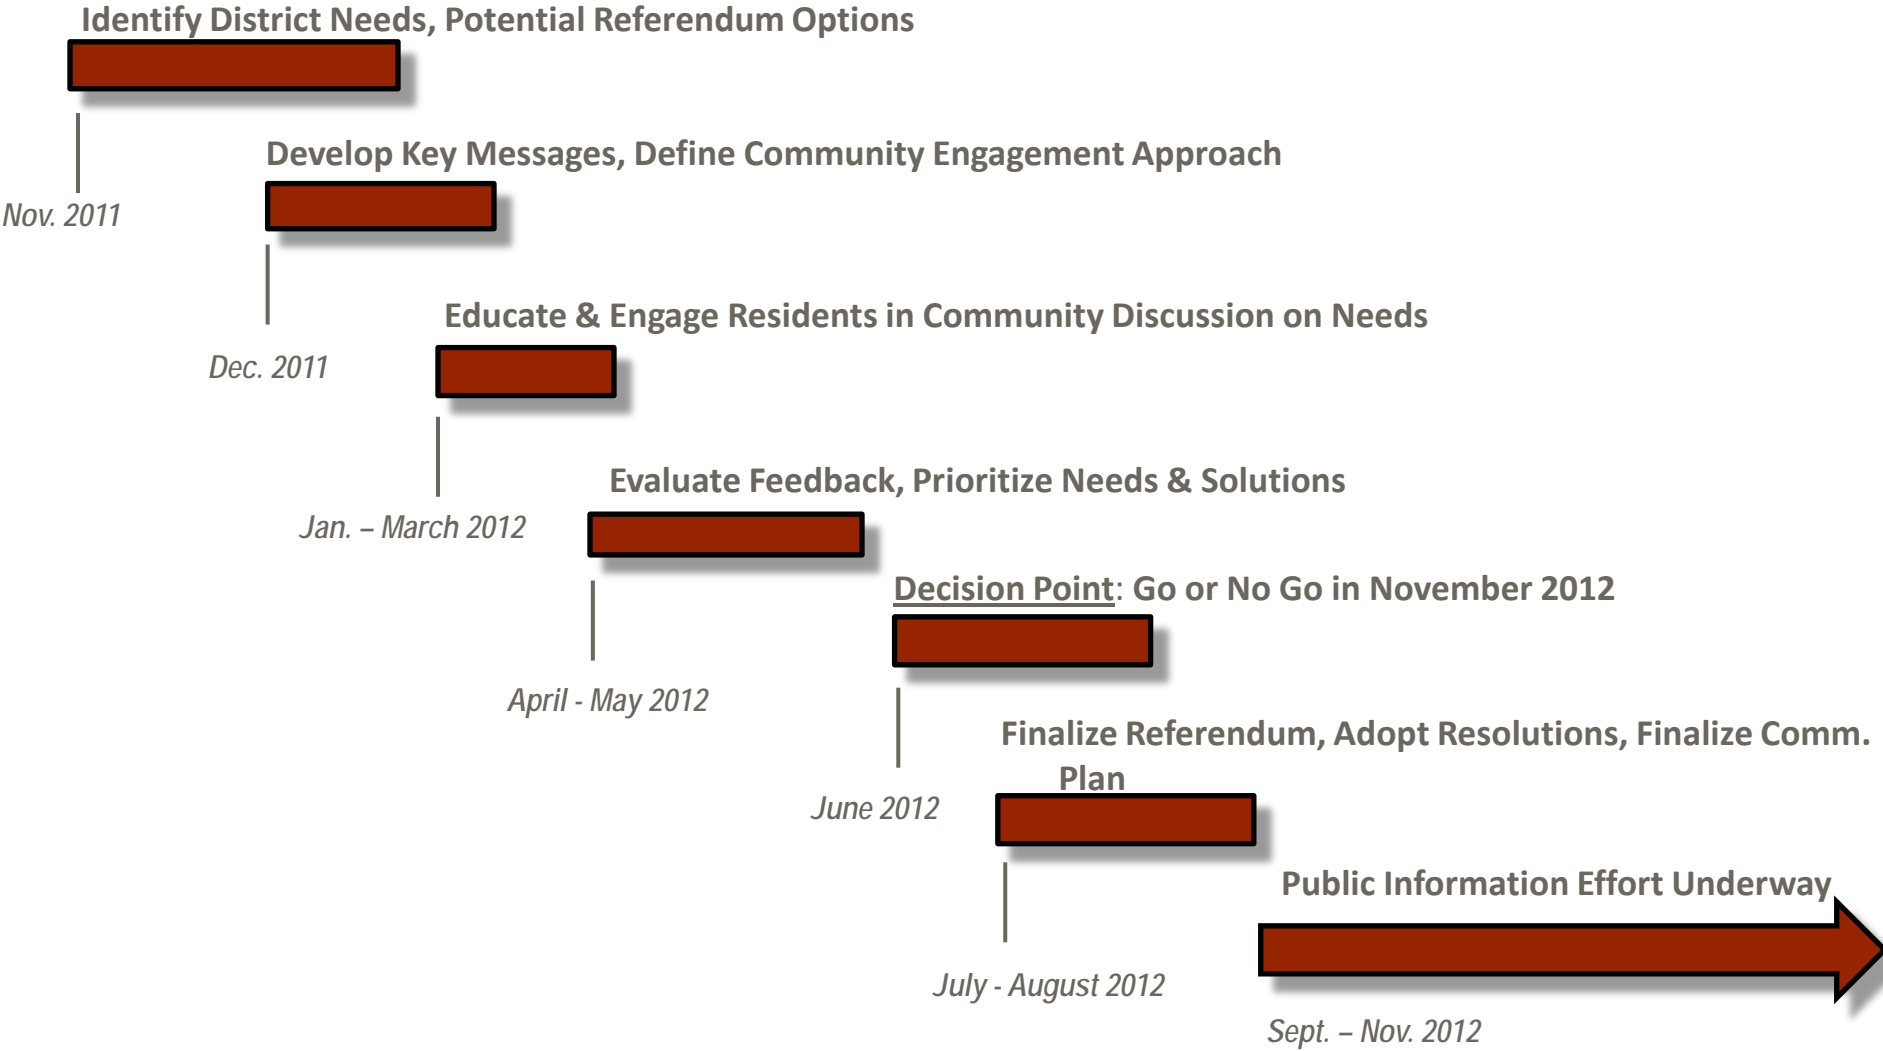 Identify District Needs, Potential Referendum Options
Nov. 2011
Develop Key Messages, Define Community Engagement Approach
Dec. 2011
Educate & Engage Residents in Community Discussion on Needs
Jan. – March 2012
Evaluate Feedback, Prioritize Needs & Solutions
April - May 2012
Decision Point: Go or No Go in November 2012
June 2012
Finalize Referendum, Adopt Resolutions, Finalize Comm.
Plan
July - August 2012
Public Information Effort Underway
Sept. – Nov. 2012